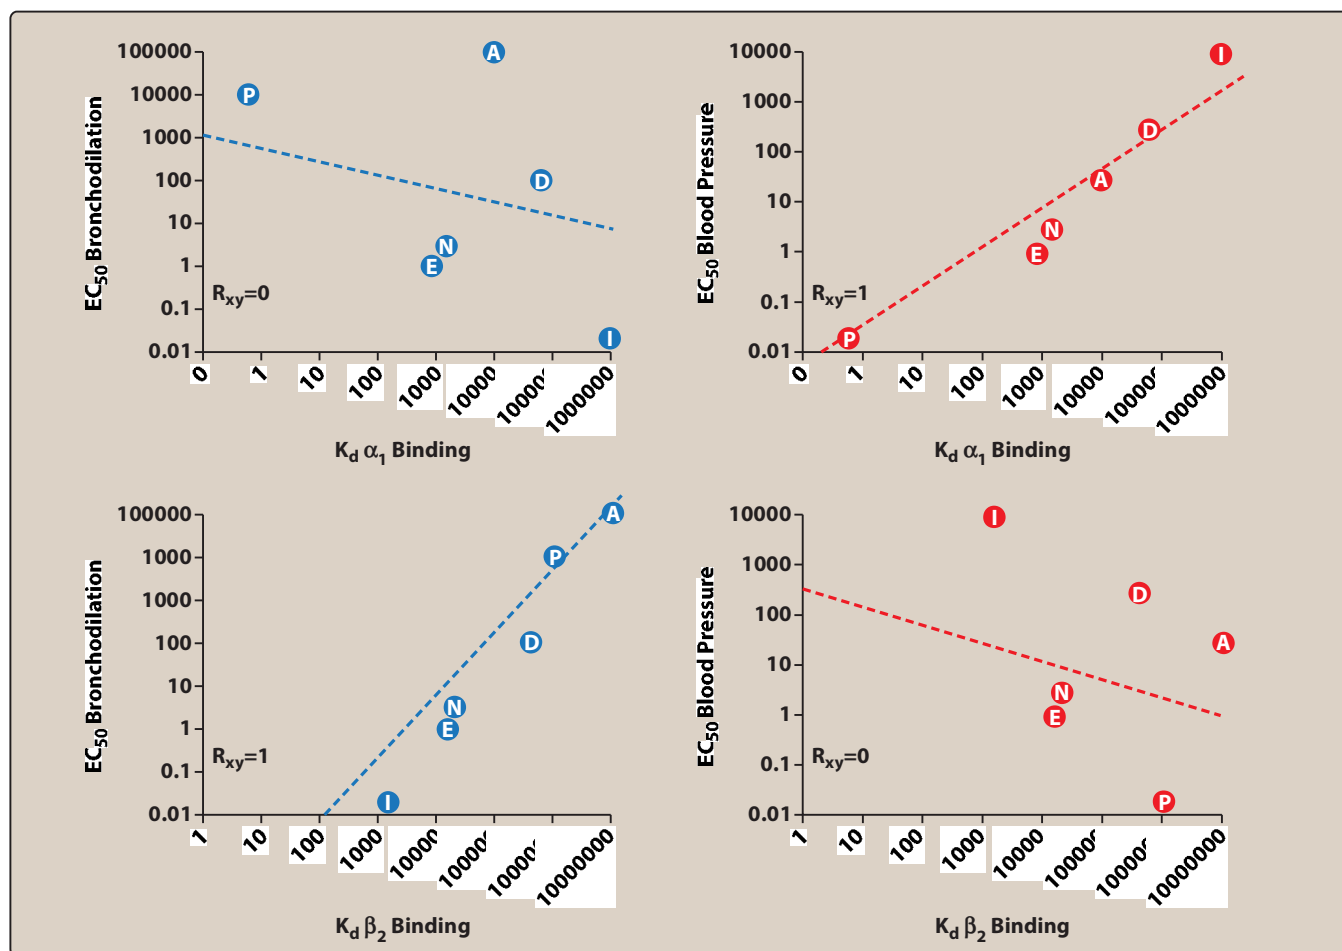 100000
10000
1000
100
10
1
0.1
0.01
EC50 Bronchodilation
P
A
D
N
E
I
Rxy=0
0
1
10
100
1000
10000
1000000
Kd α1 Binding
10000
1000
100
10
1
0.1
0.01
EC50 Blood Pressure
I
D
A
N
E
P
Rxy=1
0
1
10
100
1000
10000
1000000
Kd α1 Binding
100000
10000
1000
100
10
1
0.1
0.01
EC50 Bronchodilation
A
P
D
N
E
I
Rxy=1
1
10
100
1000
10000000
Kd β2 Binding
10000
1000
100
10
1
0.1
0.01
EC50 Blood Pressure
I
D
A
N
E
P
Rxy=0
1
10
100
1000
10000
10000000
Kd β2 Binding